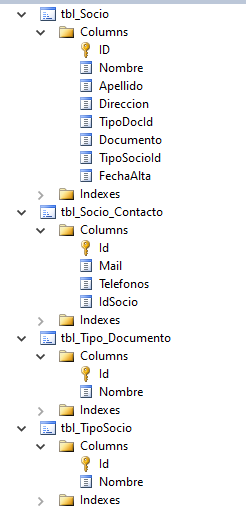 tbl_Socio
Columns
ID
Nombre
Apellido
Direccion
TipoDocId
Documento
TipoSocioId
FechaAlta
Indexes
tbl_Socio_Contacto
Columns
Id
Mail
Telefonos
IdSocio
Indexes
tbl_Tipo_Documento
Columns
Id
Nombre
Indexes
tbl_TipoSocio
Columns
Id
Nombre
Indexes